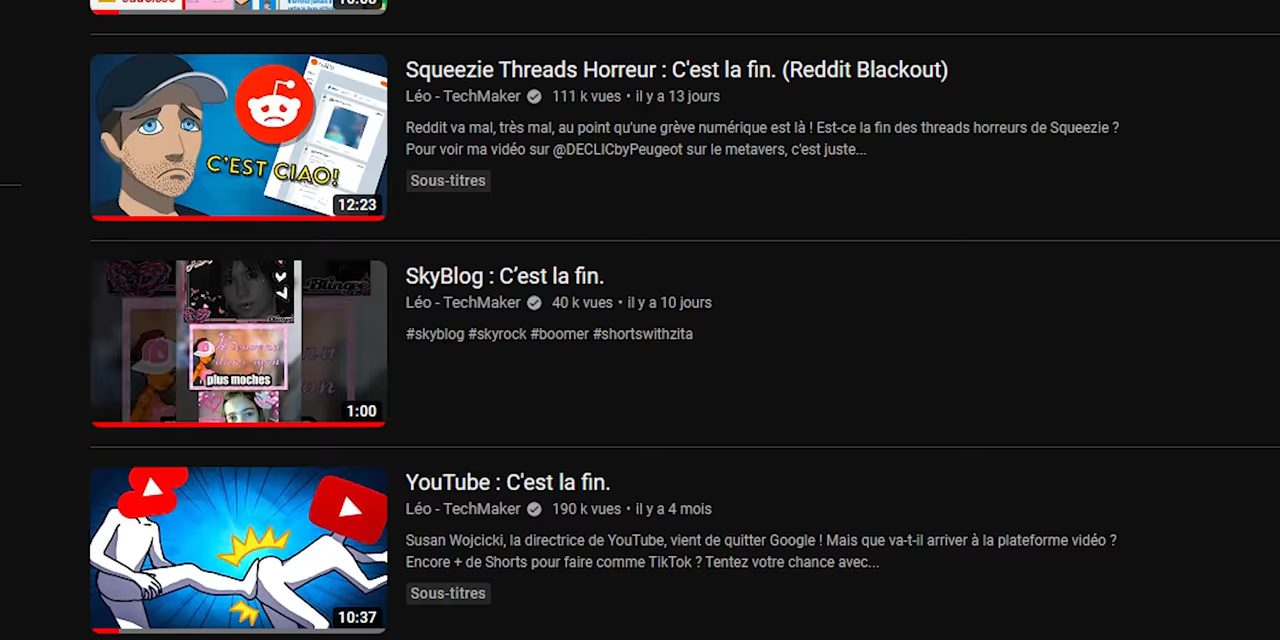 Squeezie Threads Horreur : C'est la fin. (Reddit Blackout)
Léo - TechMaker 111 k vues • il y a 13 jours
Reddit va mal, très mal, au point qu'une grève numérique est là ! Est-ce la fin des threads horreurs de Squeezie ?
Pour voir ma vidéo sur @DECLICbyPeugeot sur le metavers, c'est juste...
Sous-titres
C'EST CIAO!
12:23
SkyBlog : C’est la fin.
Léo - TechMaker 40 k vues • il y a 10 jours
#skyblog #skyrock #boomer #shortswithzita
Blingee
plus moches
1:00
YouTube : C'est la fin.
Léo - TechMaker 190 k vues • il y a 4 mois
Susan Wojcicki, la directrice de YouTube, vient de quitter Google ! Mais que va-t-il arriver à la plateforme vidéo ?
Encore + de Shorts pour faire comme TikTok ? Tentez votre chance avec...
Sous-titres
10:37